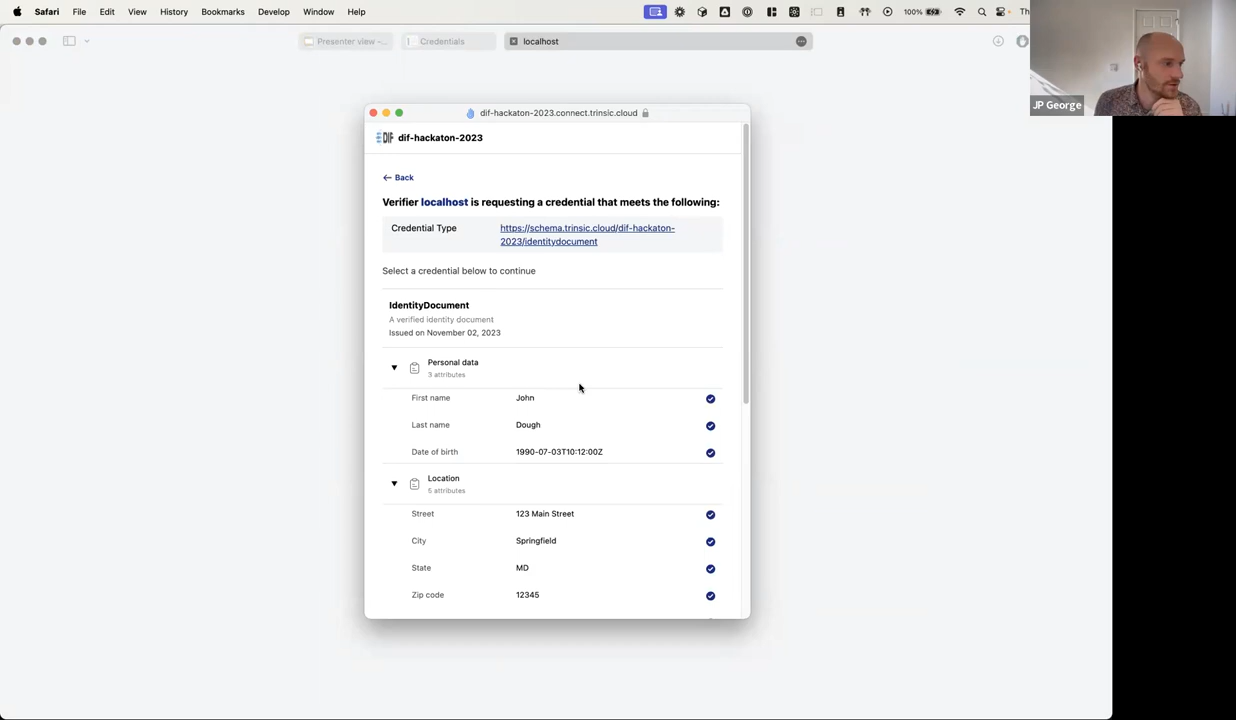 Safari File Edit View History Bookmarks Develop Window Help 100% Th
Presenter view –... Credentials localhost
JP George
dif-hackaton-2023.connect.trinsic.cloud
DIF dif-hackaton-2023
← Back
Verifier localhost is requesting a credential that meets the following:
Credential Type https://schema.trinsic.cloud/dif-hackaton-
2023/identitydocument
Select a credential below to continue
IdentityDocument
A verified identity document
Issued on November 02, 2023
Personal data
3 attributes
First name John
Last name Dough
Date of birth 1990-07-03T10:12:00Z
Location
5 attributes
Street 123 Main Street
City Springfield
State MD
Zip code 12345